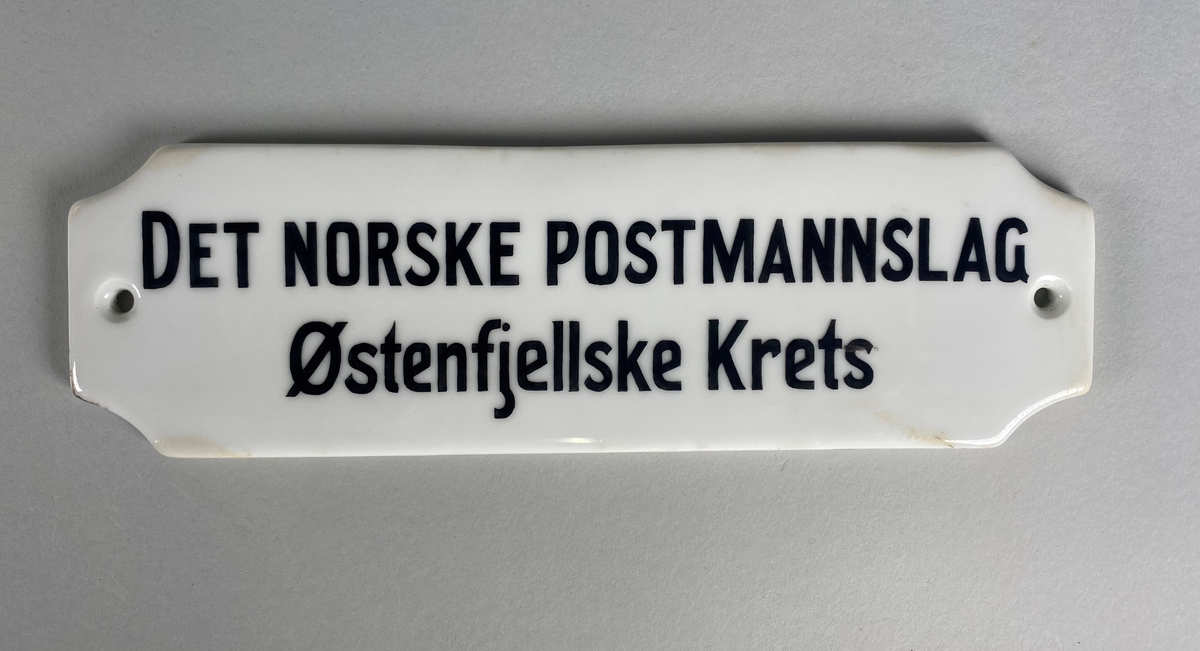 DET NORSKE POSTMANNSLAG
Østenfjellske Krets